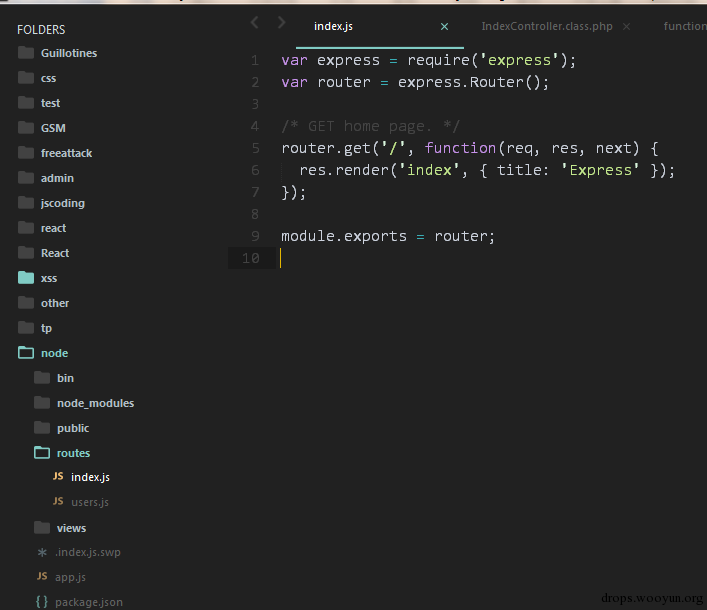 FOLDERS
Guillotines
css
test
GSM
freeattack
admin
jscoding
react
React
xss
other
tp
node
bin
node_modules
public
routes
JS index.js
JS users.js
views
* .index.js.swp
JS app.js
{ } package.json
index.js × IndexController.class.php × function
1 var express = require('express');
2 var router = express.Router();
3
4 /* GET home page. */
5 router.get('/', function(req, res, next) {
6 res.render('index', { title: 'Express' });
7 });
8
9 module.exports = router;
10
drops.wooyun.org